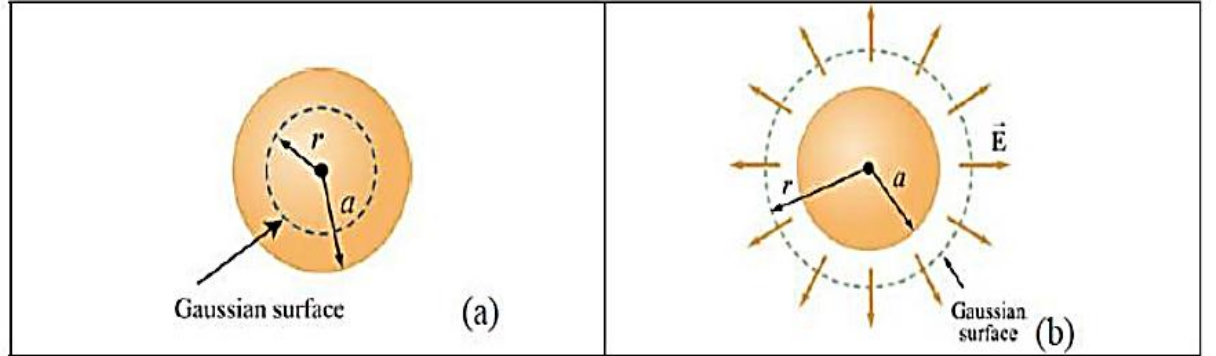 r
a
Gaussian surface
(a)
E⃗
r
a
Gaussian
surface
(b)